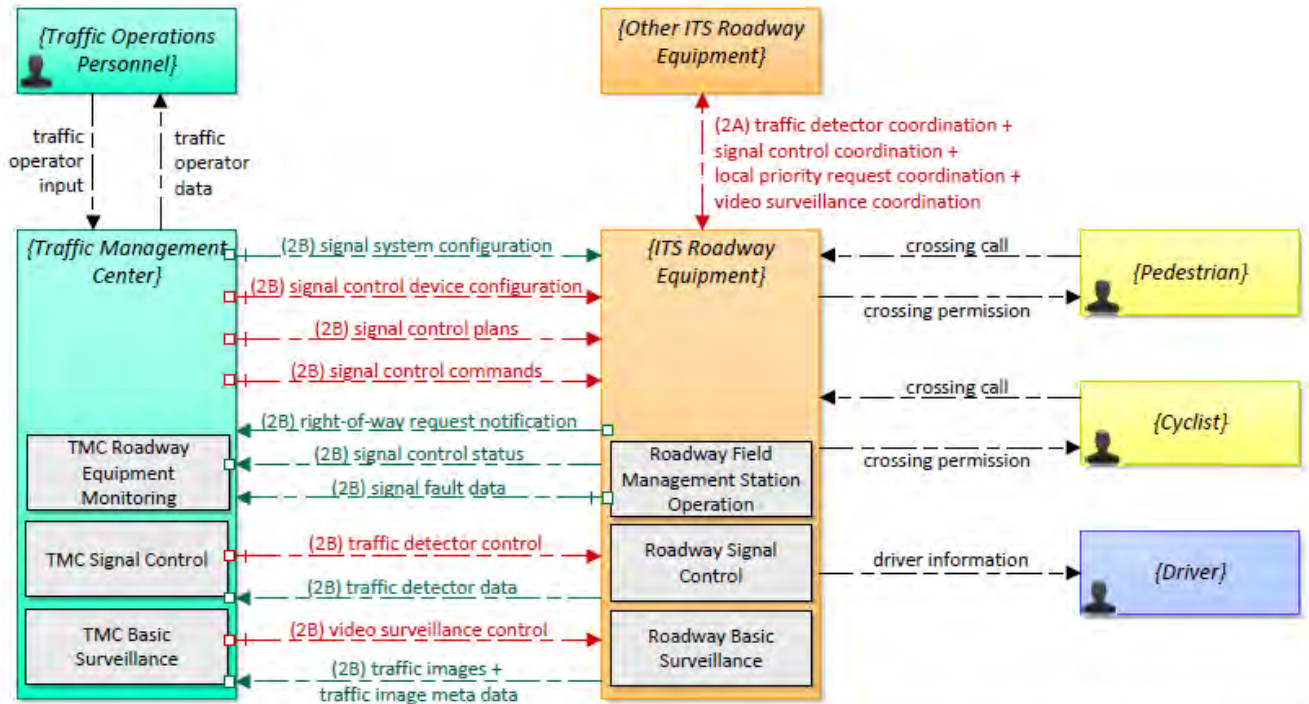 {Traffic Operations
Personnel}
{Other ITS Roadway
Equipment}
traffic
operator
input
traffic
operator
data
(2A) traffic detector coordination +
signal control coordination +
local priority request coordination +
video surveillance coordination
{Traffic Management
Center}
(2B) signal system configuration
(2B) signal control device configuration
(2B) signal control plans
(2B) signal control commands
(2B) right-of-way request notification
(2B) signal control status
(2B) signal fault data
(2B) traffic detector control
(2B) traffic detector data
(2B) video surveillance control
(2B) traffic images +
traffic image meta data
TMC Roadway
Equipment
Monitoring
TMC Signal Control
TMC Basic
Surveillance
{ITS Roadway
Equipment}
Roadway Field
Management Station
Operation
Roadway Signal
Control
Roadway Basic
Surveillance
crossing call
crossing permission
{Pedestrian}
crossing call
crossing permission
{Cyclist}
driver information
{Driver}